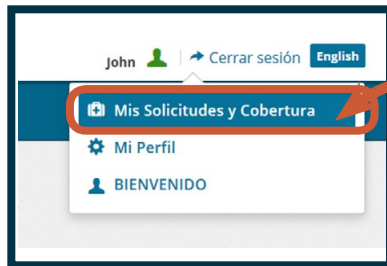 John Cerrar sesión English
Mis Solicitudes y Cobertura
Mi Perfil
BIENVENIDO